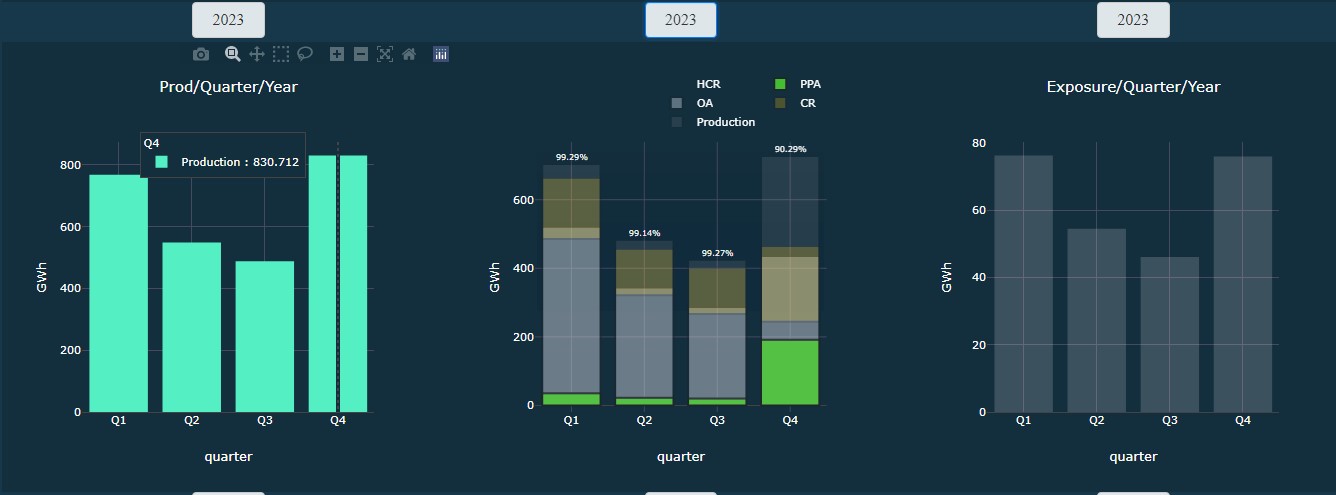 2023
2023
2023
Prod/Quarter/Year
Q4
Production : 830.712
800
600
400
200
0
GWh
Q1
Q2
Q3
Q4
quarter
HCR
PPA
OA
CR
Production
99.29%
99.14%
99.27%
90.29%
600
400
200
0
GWh
Q1
Q2
Q3
Q4
quarter
Exposure/Quarter/Year
80
60
40
20
0
GWh
Q1
Q2
Q3
Q4
quarter